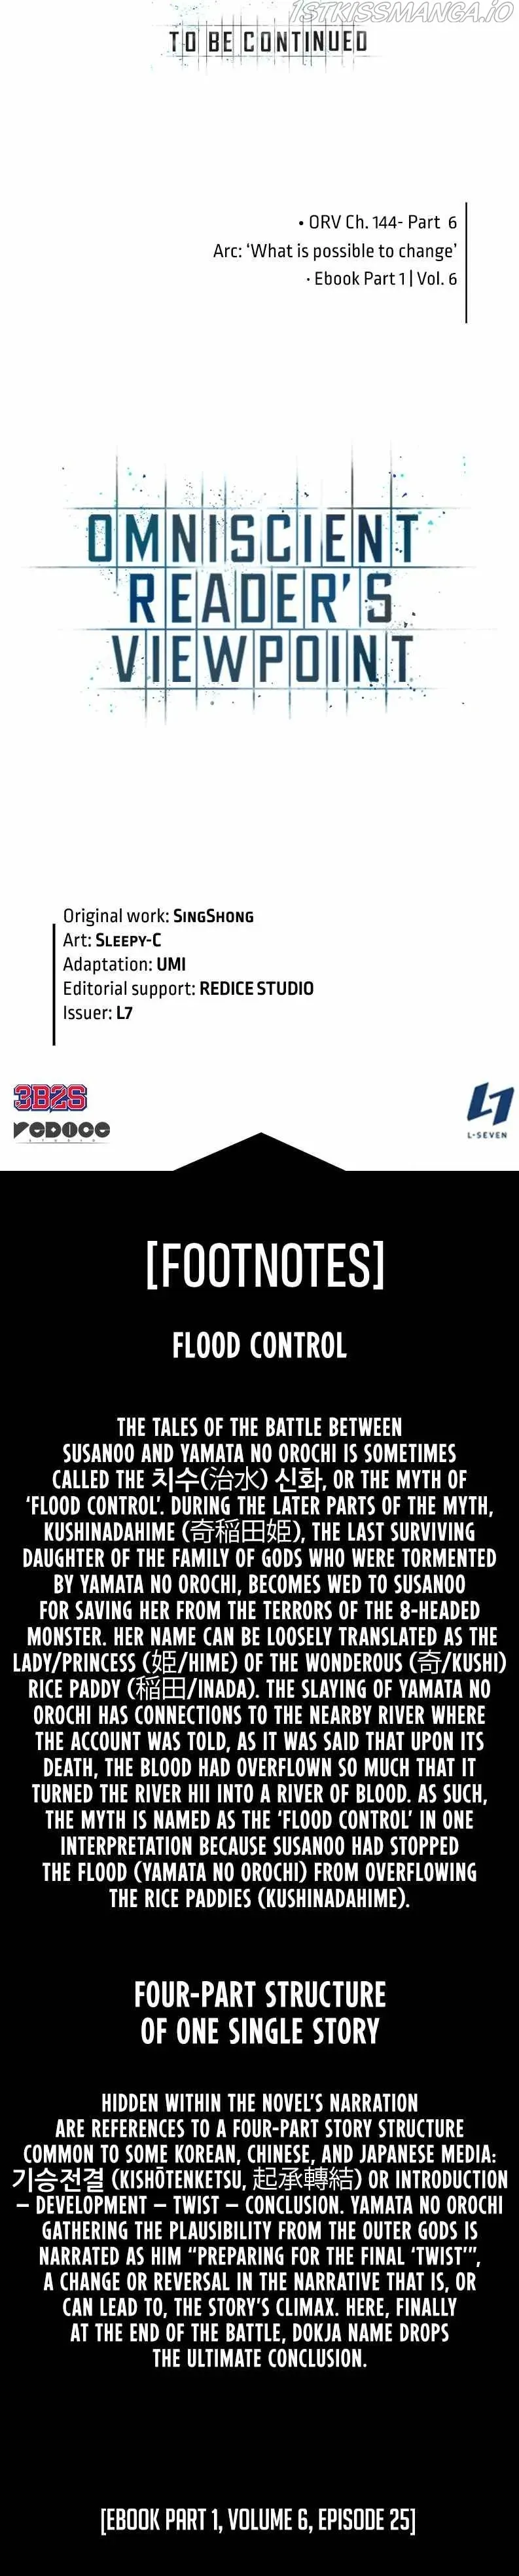 1STKISSMANGA.iO
TO BE CONTINUED
• ORV Ch. 144- Part 6
Arc: ‘What is possible to change’
· Ebook Part 1 | Vol. 6
OMNISCIENT
READER'S
VIEWPOINT
Original work: SINGSHONG
Art: SLEEPY-C
Adaptation: UMI
Editorial support: REDICE STUDIO
Issuer: L7
3B2S
REDICE
STUDIO
L-SEVEN
[FOOTNOTES]
FLOOD CONTROL
THE TALES OF THE BATTLE BETWEEN
SUSANOO AND YAMATA NO OROCHI IS SOMETIMES
CALLED THE 치수(治水) 신화, OR THE MYTH OF
‘FLOOD CONTROL’. DURING THE LATER PARTS OF THE MYTH,
KUSHINADAHIME (奇稲田姫), THE LAST SURVIVING
DAUGHTER OF THE FAMILY OF GODS WHO WERE TORMENTED
BY YAMATA NO OROCHI, BECOMES WED TO SUSANOO
FOR SAVING HER FROM THE TERRORS OF THE 8-HEADED
MONSTER. HER NAME CAN BE LOOSELY TRANSLATED AS THE
LADY/PRINCESS (姫/HIME) OF THE WONDEROUS (奇/KUSHI)
RICE PADDY (稲田/INADA). THE SLAYING OF YAMATA NO
OROCHI HAS CONNECTIONS TO THE NEARBY RIVER WHERE
THE ACCOUNT WAS TOLD, AS IT WAS SAID THAT UPON ITS
DEATH, THE BLOOD HAD OVERFLOWN SO MUCH THAT IT
TURNED THE RIVER HII INTO A RIVER OF BLOOD. AS SUCH,
THE MYTH IS NAMED AS THE ‘FLOOD CONTROL’ IN ONE
INTERPRETATION BECAUSE SUSANOO HAD STOPPED
THE FLOOD (YAMATA NO OROCHI) FROM OVERFLOWING
THE RICE PADDIES (KUSHINADAHIME).
FOUR-PART STRUCTURE
OF ONE SINGLE STORY
HIDDEN WITHIN THE NOVEL'S NARRATION
ARE REFERENCES TO A FOUR-PART STORY STRUCTURE
COMMON TO SOME KOREAN, CHINESE, AND JAPANESE MEDIA:
기승전결 (KISHŌTENKETSU, 起承轉結) OR INTRODUCTION
– DEVELOPMENT – TWIST – CONCLUSION. YAMATA NO OROCHI
GATHERING THE PLAUSIBILITY FROM THE OUTER GODS IS
NARRATED AS HIM “PREPARING FOR THE FINAL ‘TWIST’”,
A CHANGE OR REVERSAL IN THE NARRATIVE THAT IS, OR
CAN LEAD TO, THE STORY'S CLIMAX. HERE, FINALLY
AT THE END OF THE BATTLE, DOKJA NAME DROPS
THE ULTIMATE CONCLUSION.
[EBOOK PART 1, VOLUME 6, EPISODE 25]